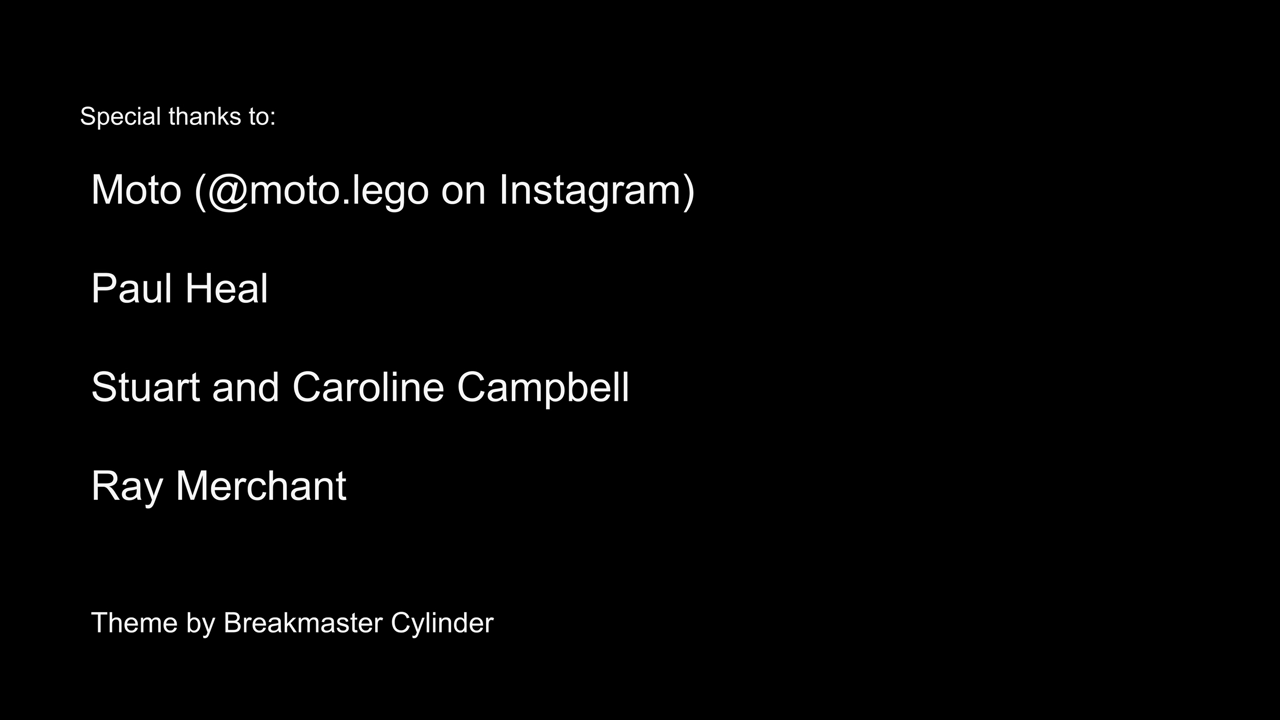 Special thanks to:
Moto (@moto.lego on Instagram)
Paul Heal
Stuart and Caroline Campbell
Ray Merchant
Theme by Breakmaster Cylinder